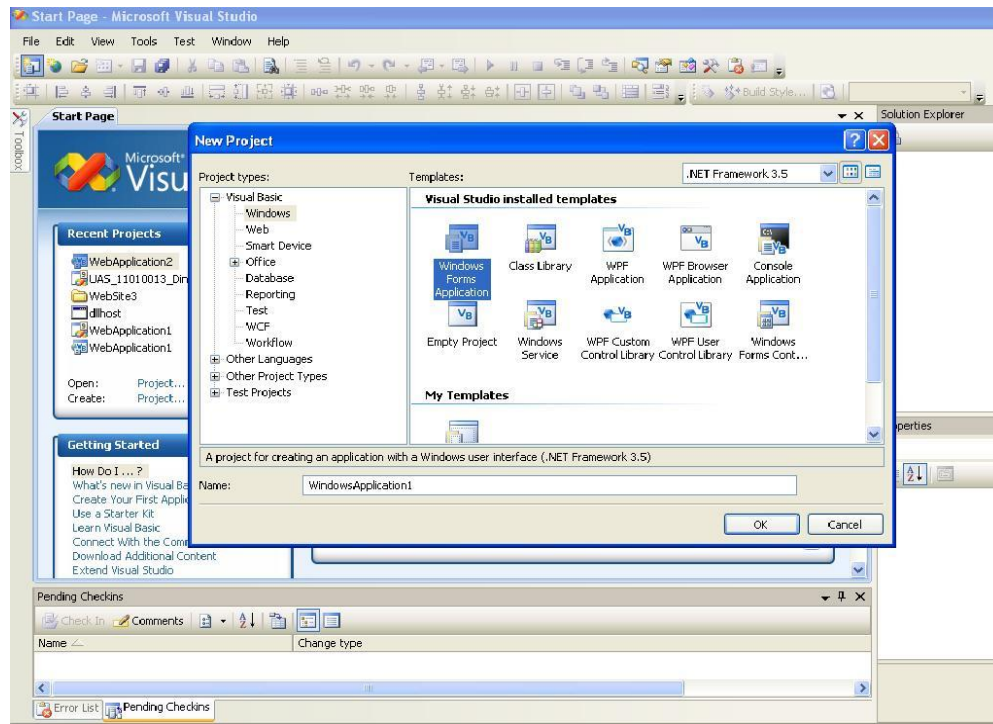 Start Page - Microsoft Visual Studio
File Edit View Tools Test Window Help
Build Style...
Toolbox
Start Page
Solution Explorer
Microsoft®
Visu
Recent Projects
WebApplication2
UAS_11010013_Din
WebSite3
dllhost
WebApplication1
WebApplication1
Open: Project...
Create: Project...
Getting Started
How Do I ... ?
What's new in Visual Ba
Create Your First Applic
Use a Starter Kit
Learn Visual Basic
Connect With the Comm
Download Additional Content
Extend Visual Studio
New Project
Project types:
Templates:
.NET Framework 3.5
Visual Basic
Windows
Web
Smart Device
Office
Database
Reporting
Test
WCF
Workflow
Other Languages
Other Project Types
Test Projects
Visual Studio installed templates
Windows Forms Application
Class Library
WPF Application
WPF Browser Application
Console Application
Empty Project
Windows Service
WPF Custom Control Library
WPF User Control Library
Windows Forms Cont...
My Templates
A project for creating an application with a Windows user interface (.NET Framework 3.5)
Name: WindowsApplication1
OK Cancel
perties
Pending Checkins
Check In Comments
Name Change type
Error List Pending Checkins